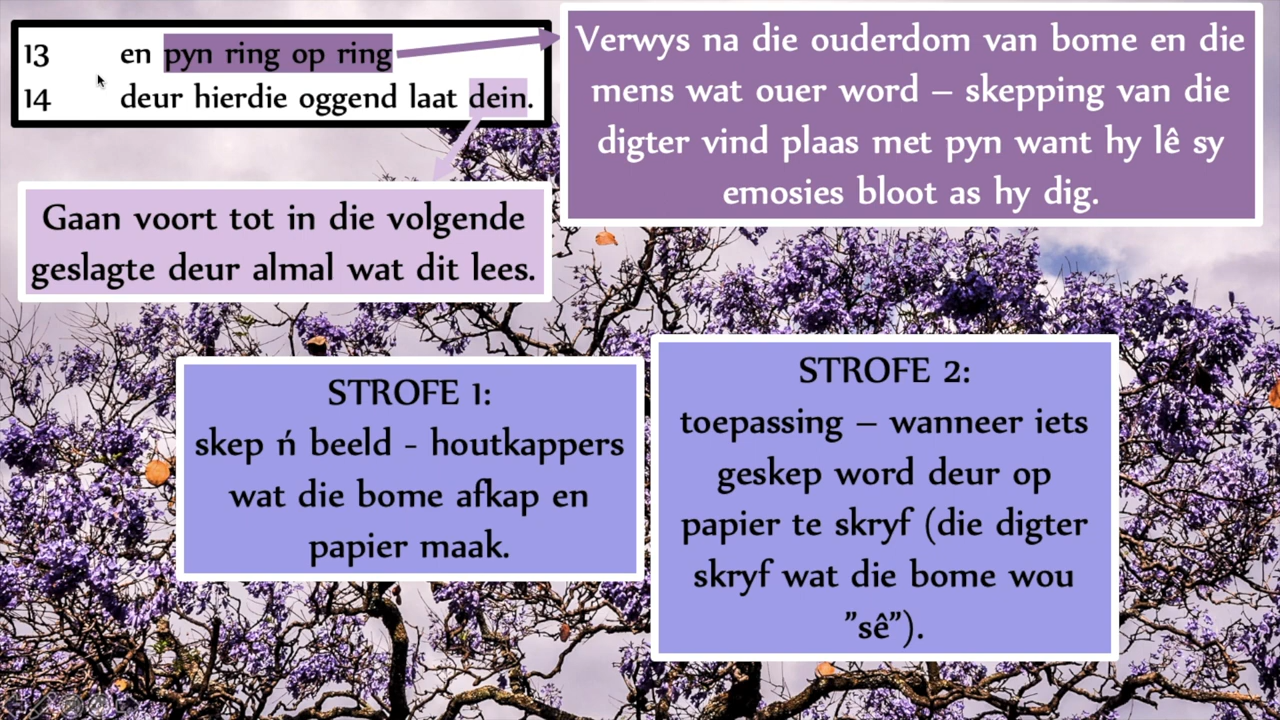 13 en pyn ring op ring
14 deur hierdie oggend laat dein.
Verwys na die ouderdom van bome en die
mens wat ouer word – skepping van die
digter vind plaas met pyn want hy lê sy
emosies bloot as hy dig.
Gaan voort tot in die volgende
geslagte deur almal wat dit lees.
STROFE 1:
skep ń beeld - houtkappers
wat die bome afkap en
papier maak.
STROFE 2:
toepassing – wanneer iets
geskep word deur op
papier te skryf (die digter
skryf wat die bome wou
”sê”).